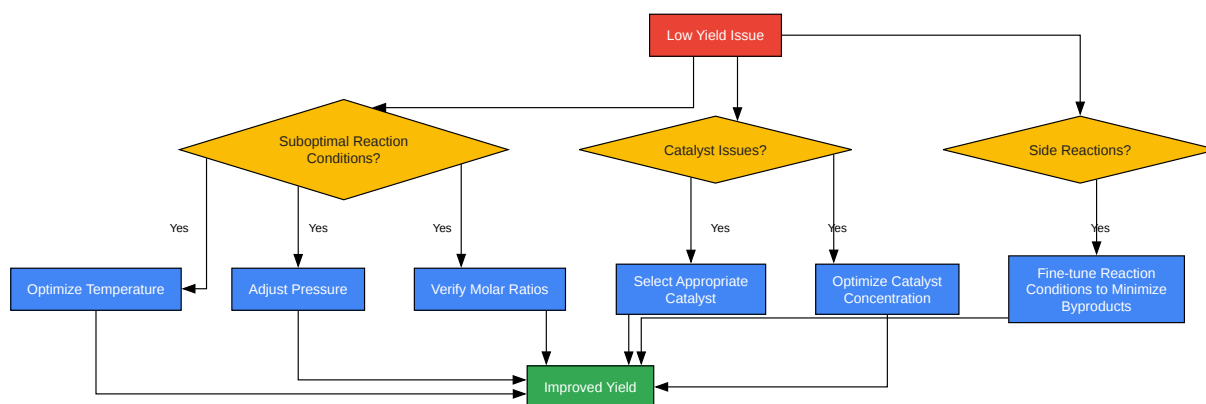 Low Yield Issue
Suboptimal Reaction
Conditions?
Catalyst Issues?
Side Reactions?
Yes
Yes
Yes
Yes
Yes
Yes
Optimize Temperature
Adjust Pressure
Verify Molar Ratios
Select Appropriate
Catalyst
Optimize Catalyst
Concentration
Fine-tune Reaction
Conditions to Minimize
Byproducts
Improved Yield